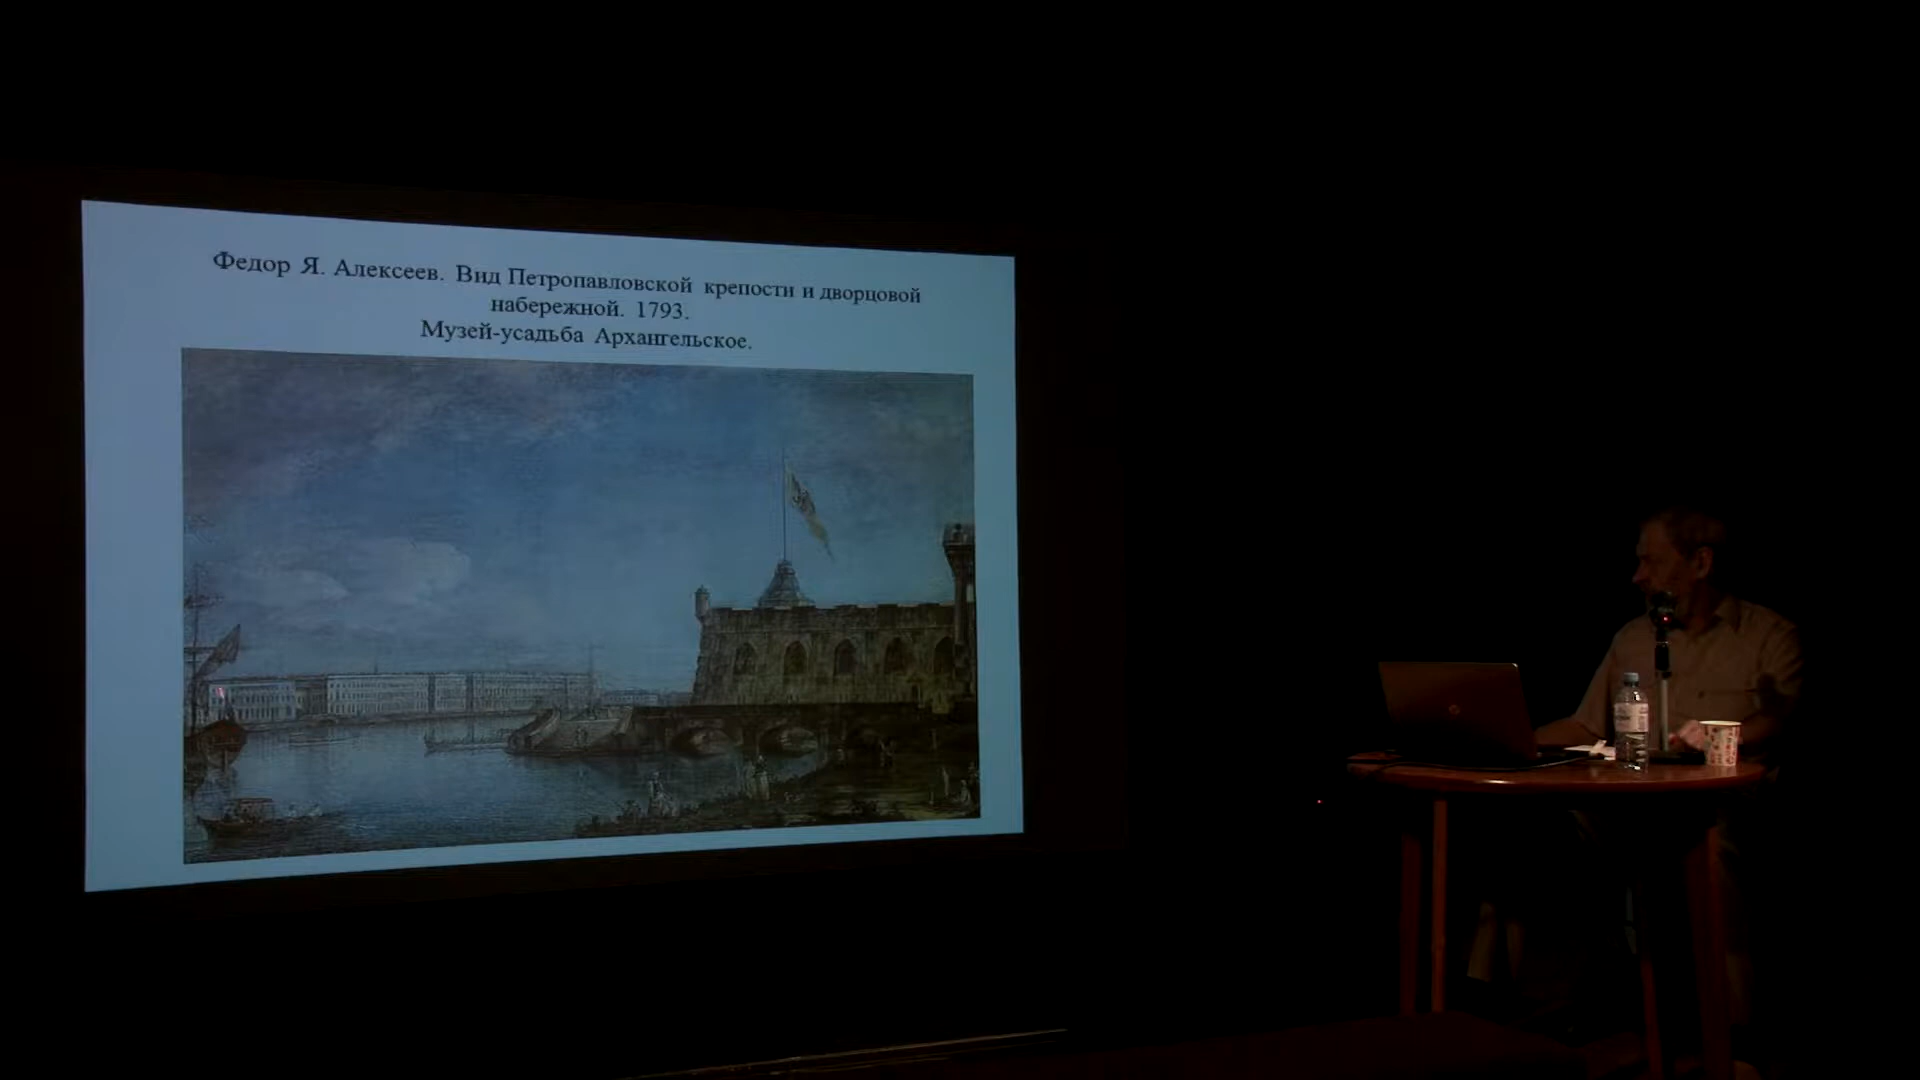 Федор Я. Алексеев. Вид Петропавловской крепости и дворцовой
набережной. 1793.
Музей-усадьба Архангельское.